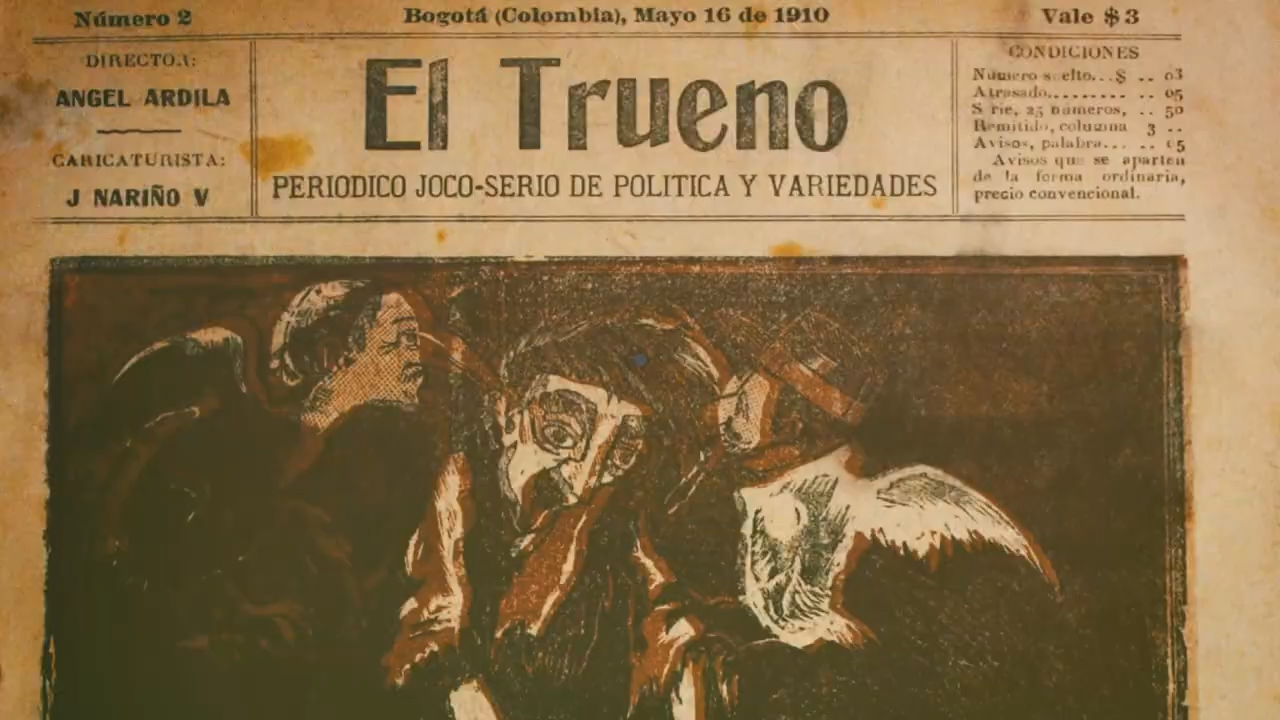 Número 2
Bogotá (Colombia), Mayo 16 de 1910
Vale $ 3
DIRECTOR:
ANGEL ARDILA
CARICATURISTA:
J NARIÑO V
El Trueno
PERIODICO JOCO-SERIO DE POLITICA Y VARIEDADES
CONDICIONES
Número suelto...$ .. 03
Atrasado......... .. 05
Serie, 25 números, .. 50
Remitido, columna 3 ..
Avisos, palabra... .. 05
Avisos que se aparten
de la forma ordinaria,
precio convencional.